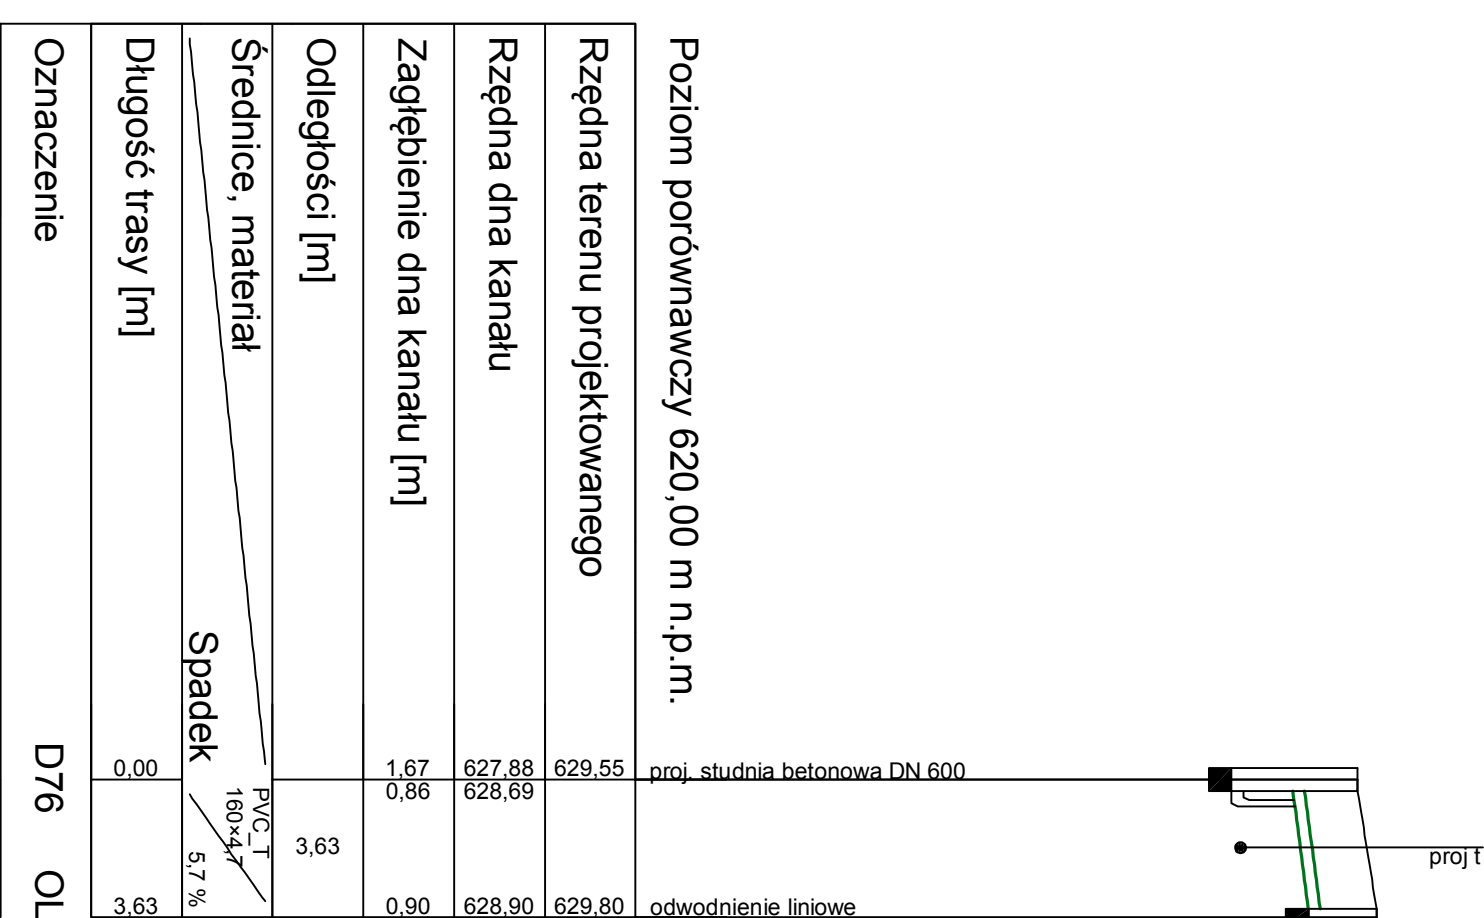 Poziom porównawczy 620,00 m n.p.m.
Rzędna terenu projektowanego
629,55
629,80
Rzędna dna kanału
627,88
628,69
628,90
Zagłębienie dna kanału [m]
1,67
0,86
0,90
Odległości [m]
3,63
Średnice, materiał
Spadek
PVC_T
160×4,7
5,7 %
Długość trasy [m]
0,00
3,63
Oznaczenie
D76
OL
proj. studnia betonowa DN 600
odwodnienie liniowe
proj t